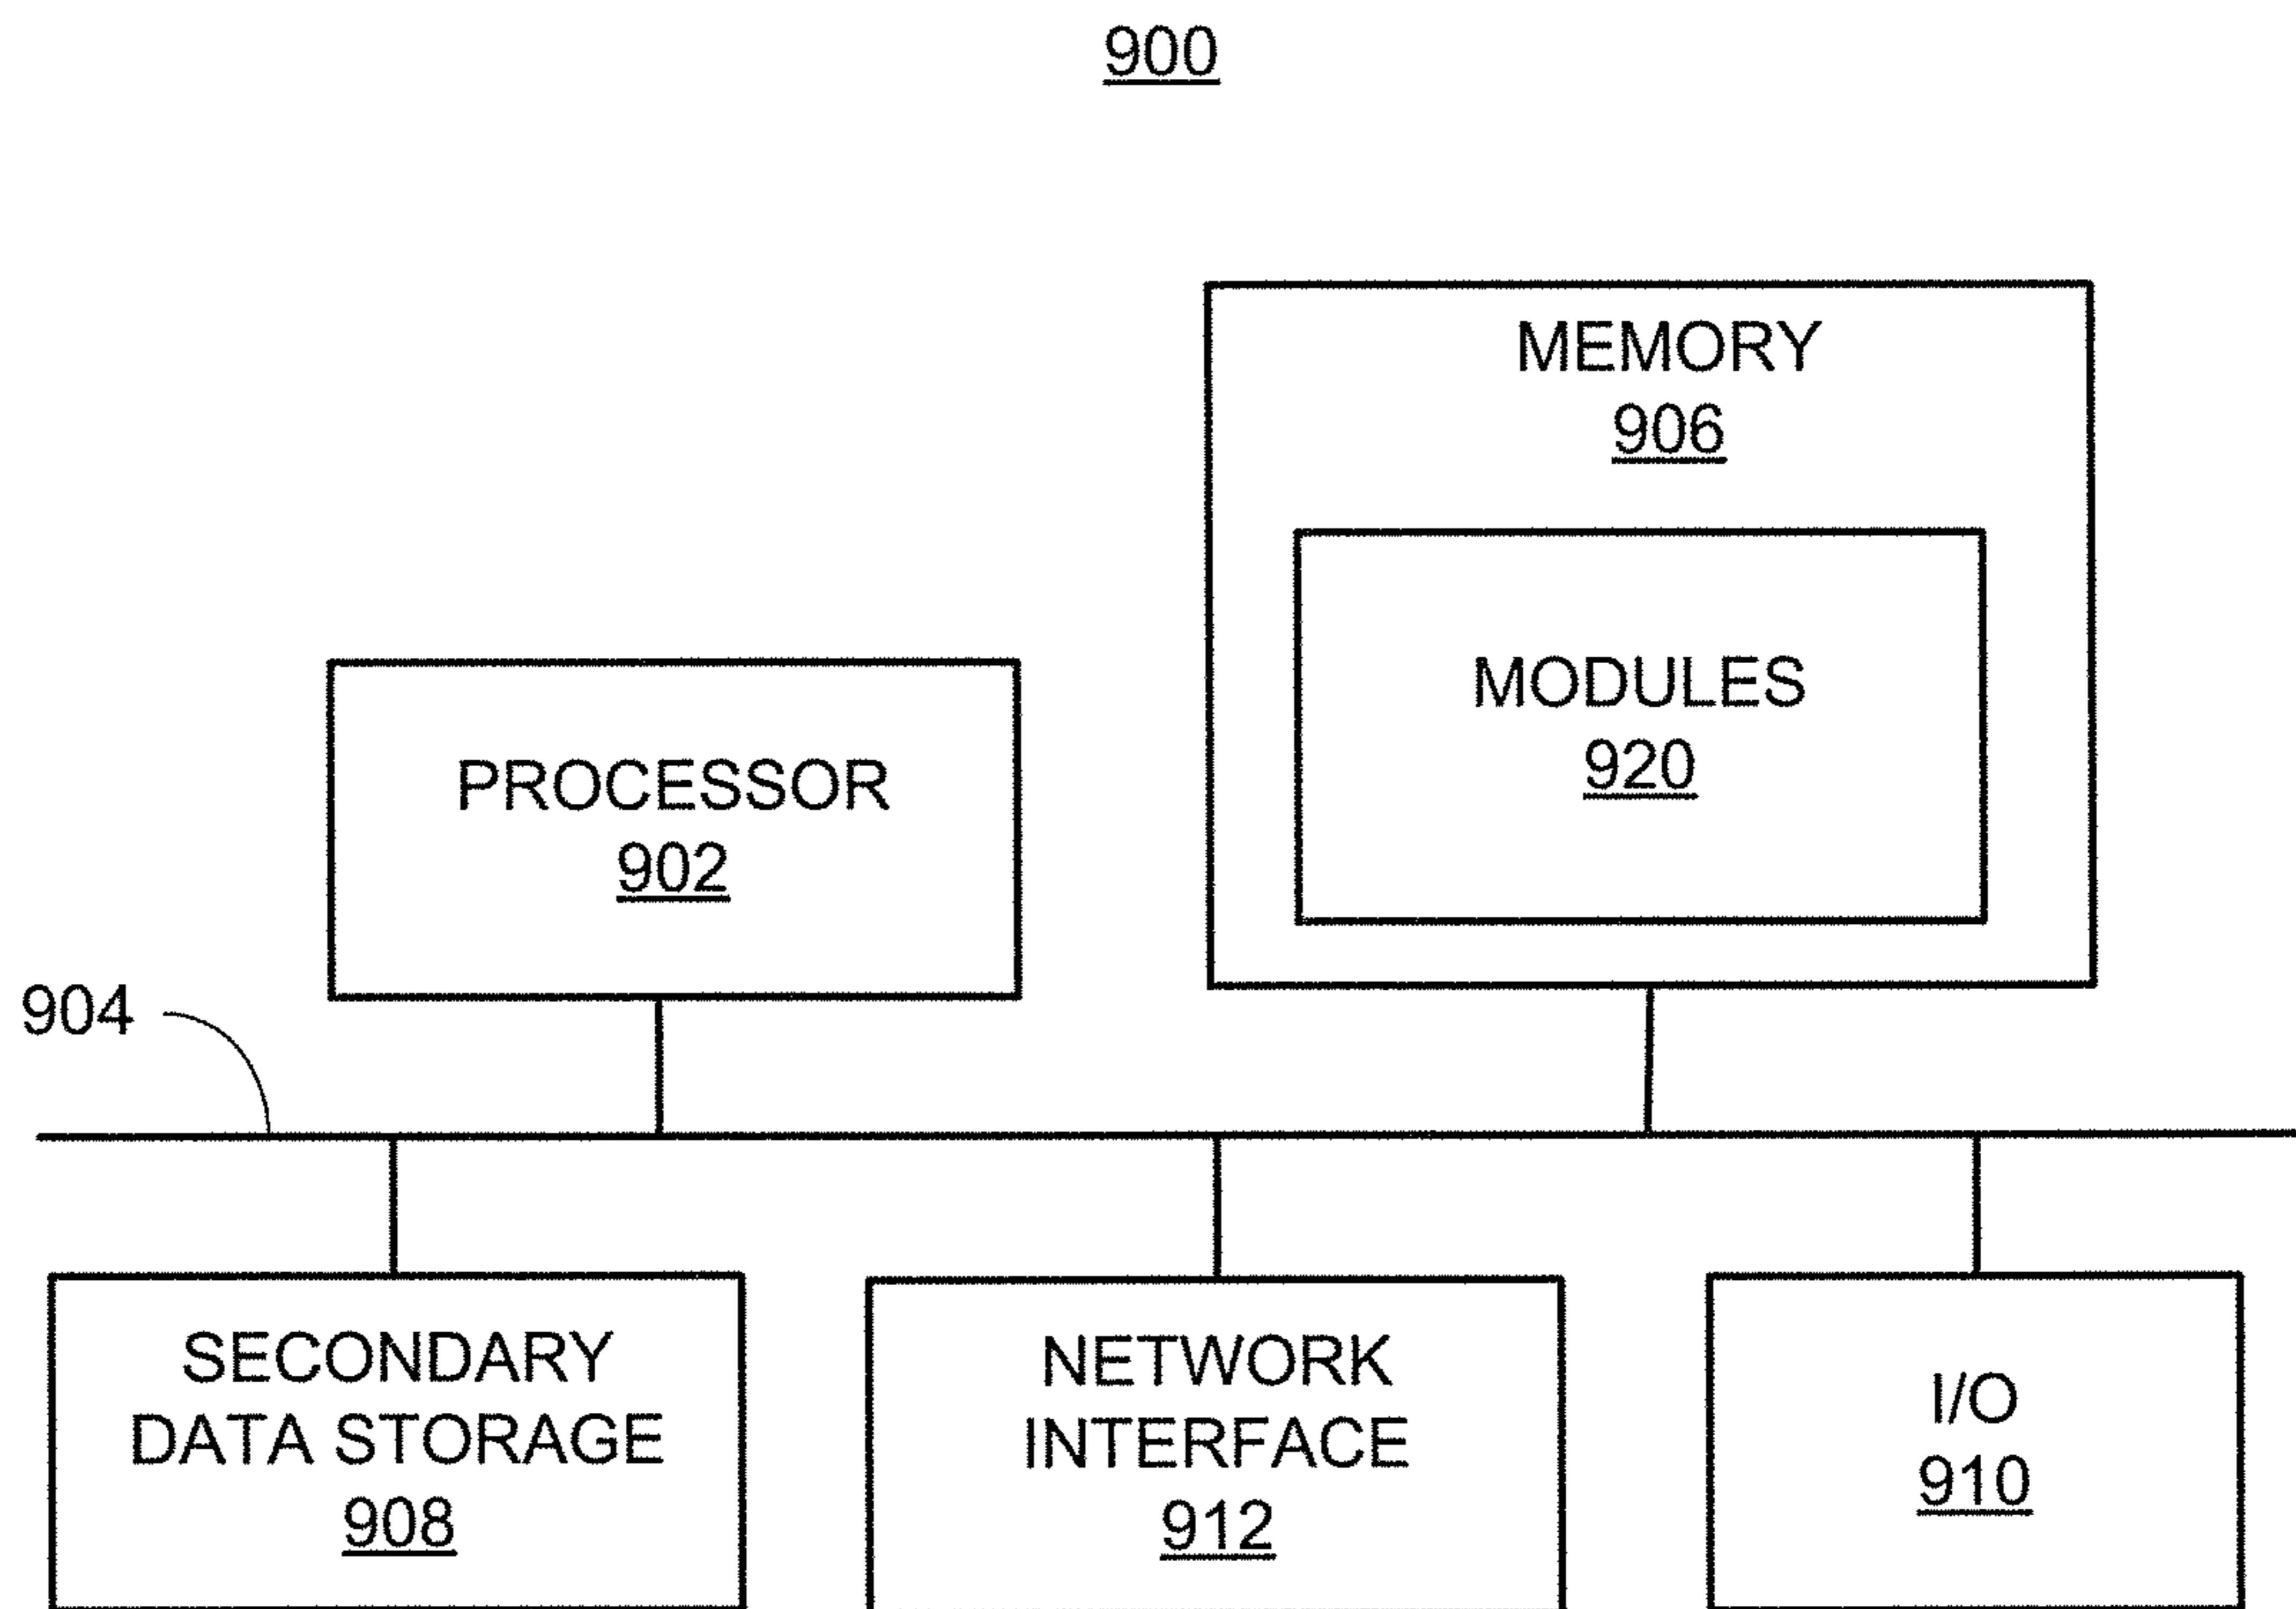 900
MEMORY
906
MODULES
920
PROCESSOR
902
904
SECONDARY
DATA STORAGE
908
NETWORK
INTERFACE
912
I/O
910